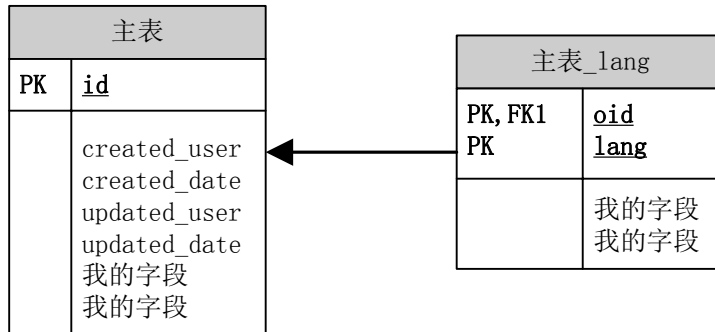 主表
PK id
created_user
created_date
updated_user
updated_date
我的字段
我的字段
主表_lang
PK,FK1 oid
PK lang
我的字段
我的字段